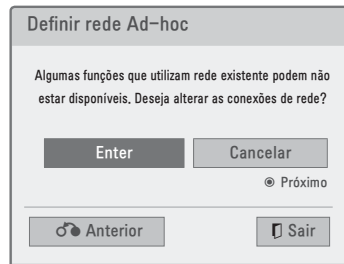 Definir rede Ad-hoc
Algumas funções que utilizam rede existente podem não
estar disponíveis. Deseja alterar as conexões de rede?
Enter
Cancelar
Próximo
Anterior
Sair